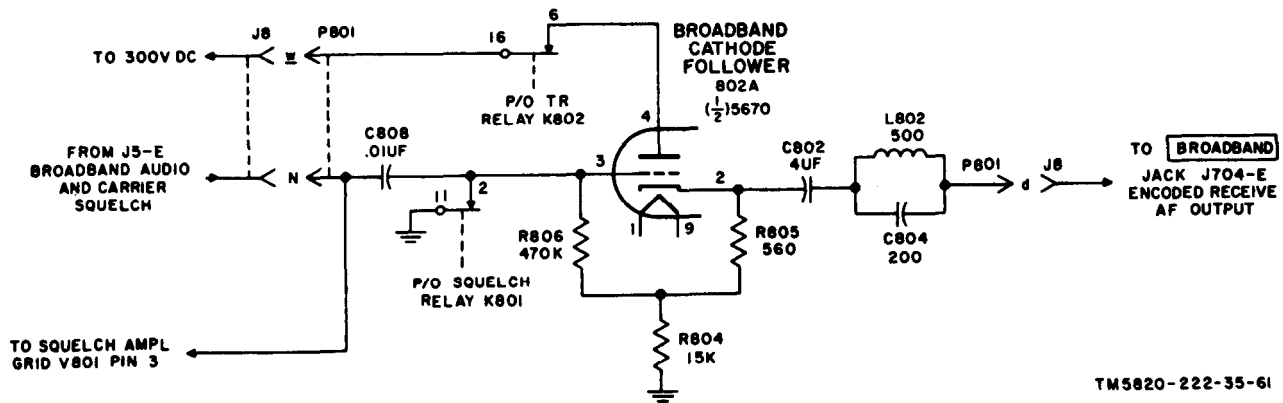 J8
P801
TO 300V DC
w
16
6
P/O TR
RELAY K802
BROADBAND
CATHODE
FOLLOWER
802A
(½)5670
4
FROM J5-E
BROADBAND AUDIO
AND CARRIER
SQUELCH
N
C808
.01UF
2
11
3
P/O SQUELCH
RELAY K801
R806
470K
1
9
2
R805
560
C802
4UF
L802
500
C804
200
P801
J8
d
TO BROADBAND
JACK J704-E
ENCODED RECEIVE
AF OUTPUT
R804
15K
TO SQUELCH AMPL
GRID V801 PIN 3
TM5820-222-35-61